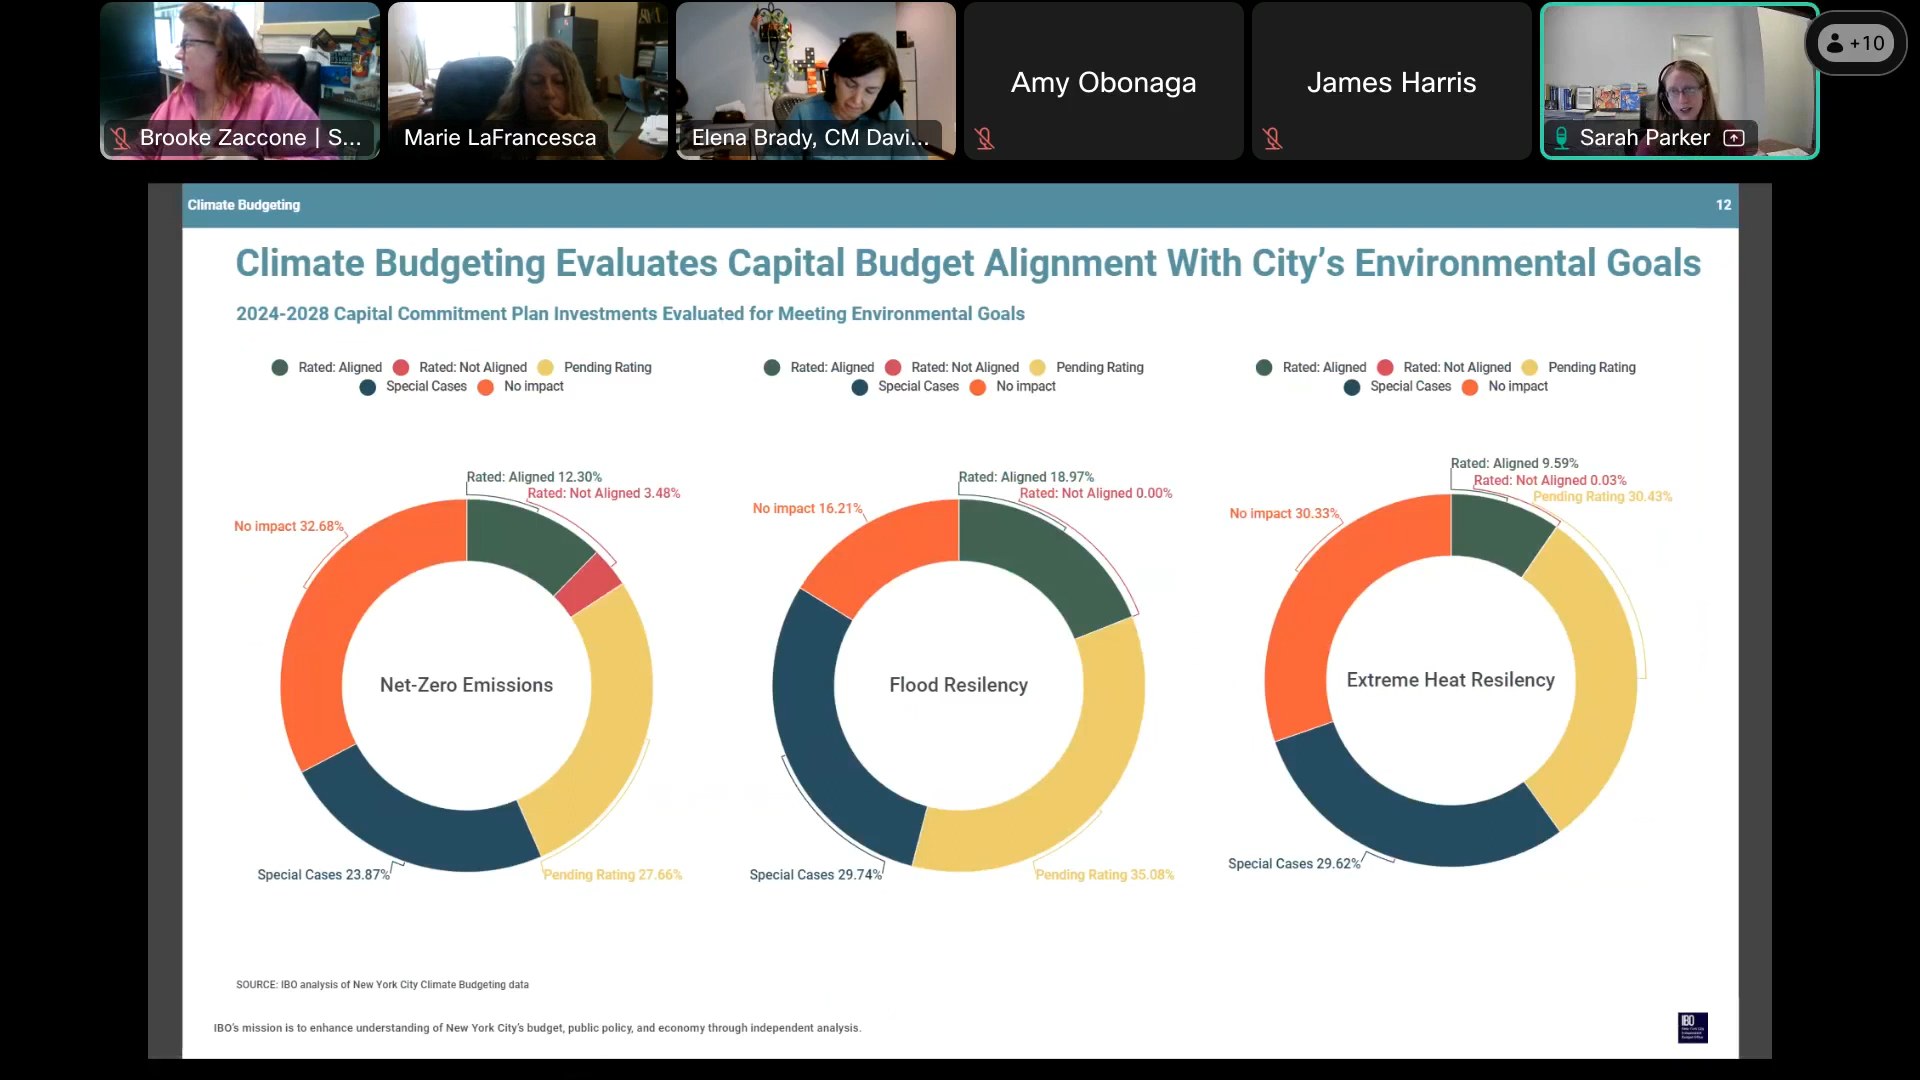 Brooke Zaccone | S...
Marie LaFrancesca
Elena Brady, CM Davi...
Amy Obonaga
James Harris
Sarah Parker
+10
Climate Budgeting
12
Climate Budgeting Evaluates Capital Budget Alignment With City's Environmental Goals
2024-2028 Capital Commitment Plan Investments Evaluated for Meeting Environmental Goals
Rated: Aligned Rated: Not Aligned Pending Rating
Special Cases No impact
Rated: Aligned 12.30%
Rated: Not Aligned 3.48%
No impact 32.68%
Net-Zero Emissions
Special Cases 23.87%
Pending Rating 27.66%
Rated: Aligned Rated: Not Aligned Pending Rating
Special Cases No impact
Rated: Aligned 18.97%
Rated: Not Aligned 0.00%
No impact 16.21%
Flood Resilency
Special Cases 29.74%
Pending Rating 35.08%
Rated: Aligned Rated: Not Aligned Pending Rating
Special Cases No impact
Rated: Aligned 9.59%
Rated: Not Aligned 0.03%
Pending Rating 30.43%
No impact 30.33%
Extreme Heat Resilency
Special Cases 29.62%
SOURCE: IBO analysis of New York City Climate Budgeting data
IBO's mission is to enhance understanding of New York City's budget, public policy, and economy through independent analysis.
IBO